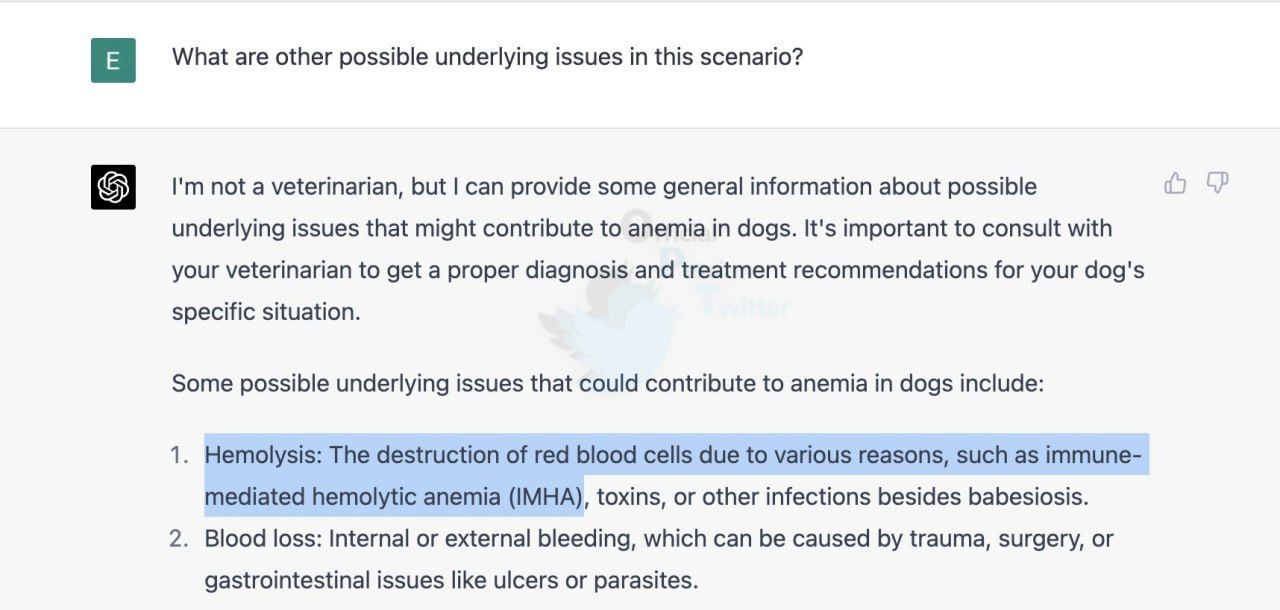 E
What are other possible underlying issues in this scenario?
I'm not a veterinarian, but I can provide some general information about possible
underlying issues that might contribute to anemia in dogs. It's important to consult with
your veterinarian to get a proper diagnosis and treatment recommendations for your dog's
specific situation.
Twitter
Some possible underlying issues that could contribute to anemia in dogs include:
1. Hemolysis: The destruction of red blood cells due to various reasons, such as immune-
mediated hemolytic anemia (IMHA), toxins, or other infections besides babesiosis.
2. Blood loss: Internal or external bleeding, which can be caused by trauma, surgery, or
gastrointestinal issues like ulcers or parasites.